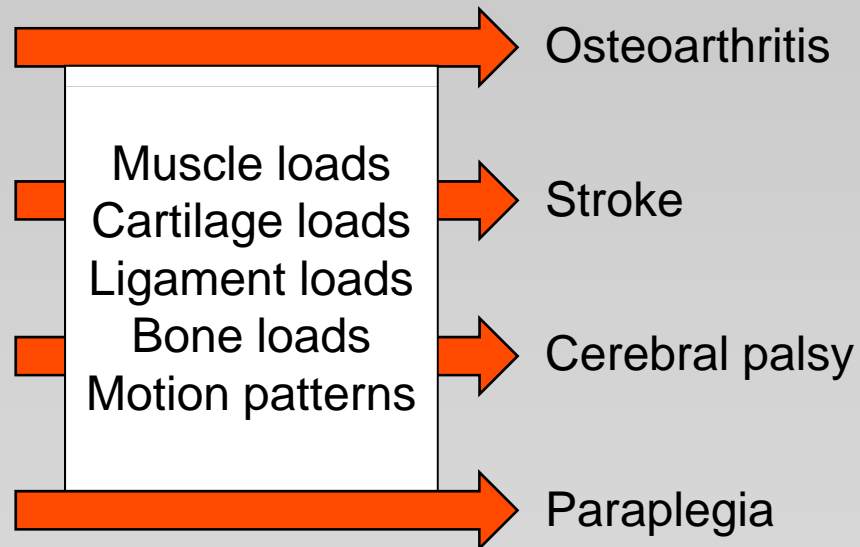 Osteoarthritis
Muscle loads
Cartilage loads
Ligament loads
Bone loads
Motion patterns
Stroke
Cerebral palsy
Paraplegia